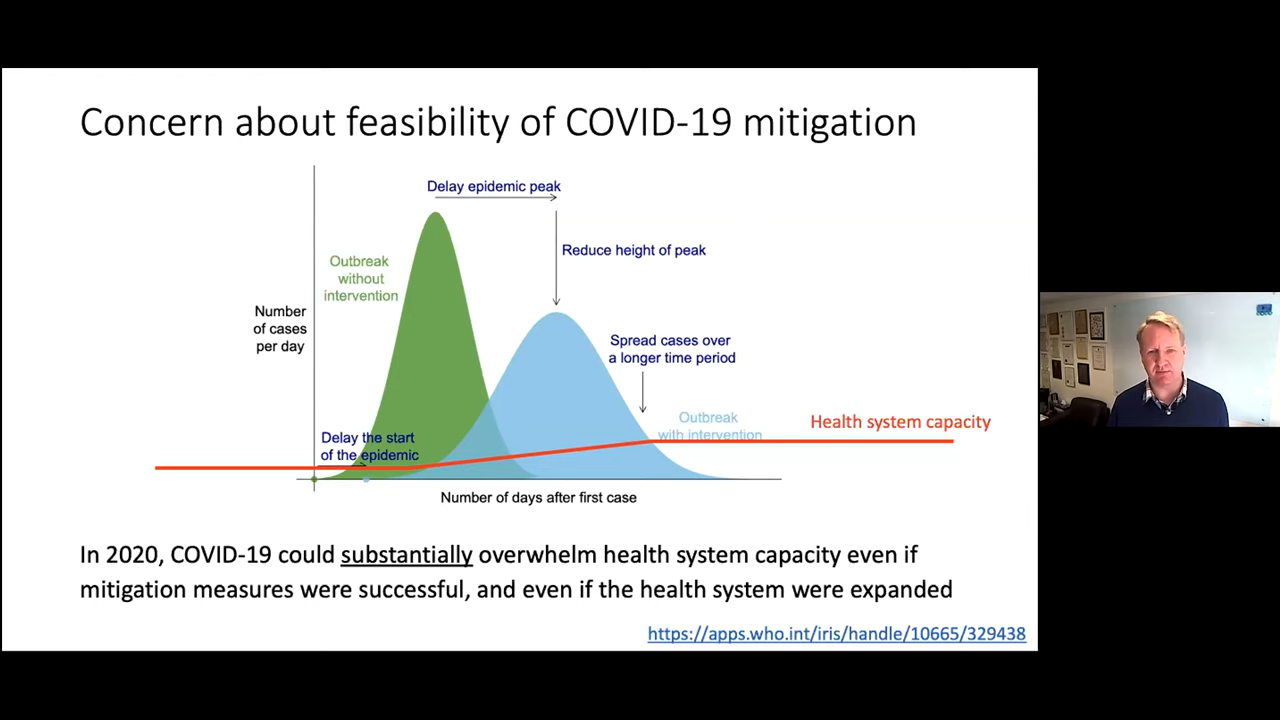 Concern about feasibility of COVID-19 mitigation
Delay epidemic peak
Reduce height of peak
Outbreak
without
intervention
Number
of cases
per day
Spread cases over
a longer time period
Outbreak
with intervention
Health system capacity
Delay the start
of the epidemic
Number of days after first case
In 2020, COVID-19 could substantially overwhelm health system capacity even if
mitigation measures were successful, and even if the health system were expanded
https://apps.who.int/iris/handle/10665/329438